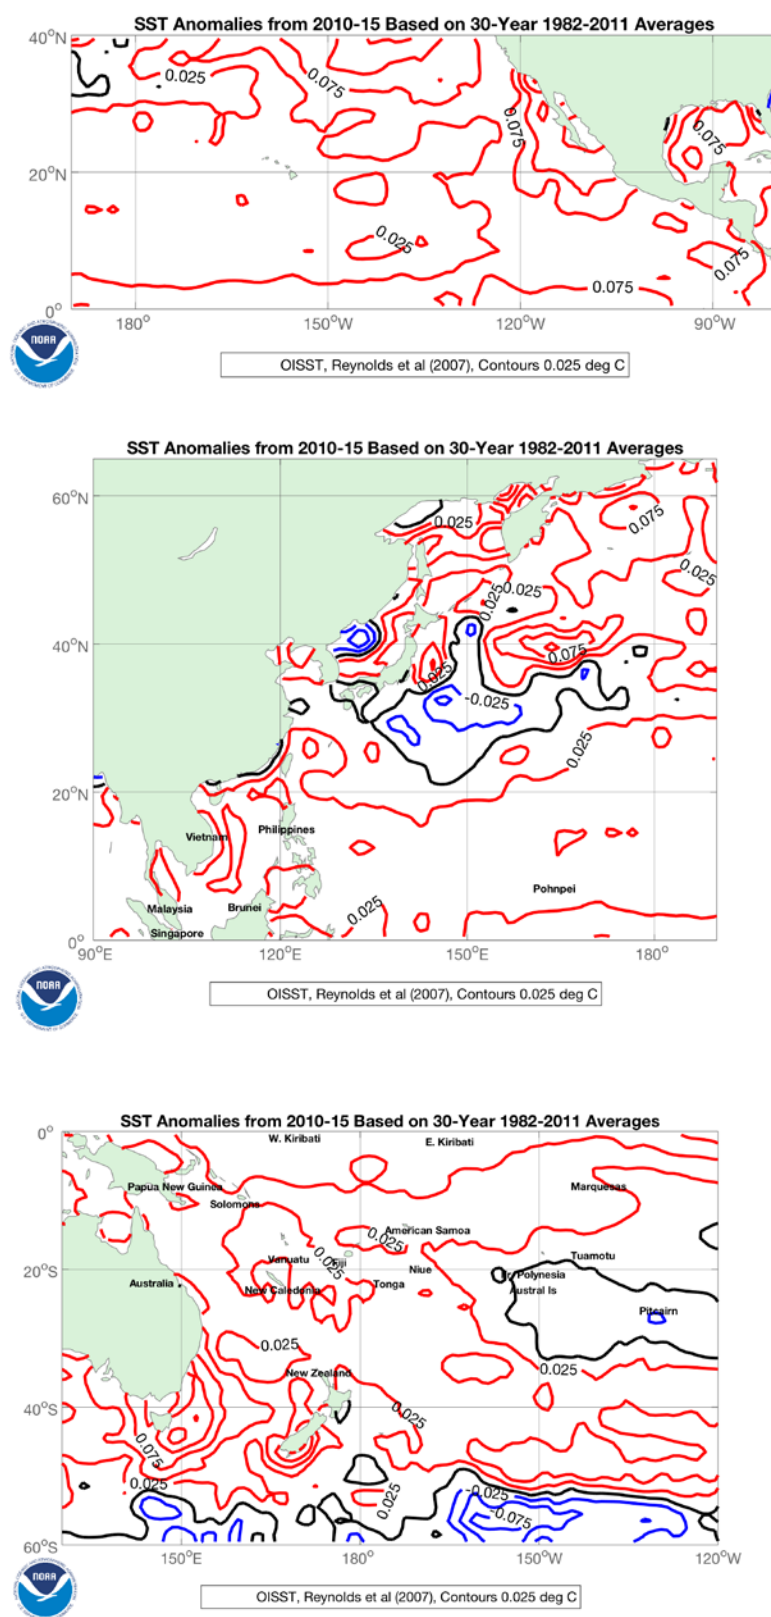 SST Anomalies from 2010-15 Based on 30-Year 1982-2011 Averages
40°N
0.025
0.075
0.075
0.075
20°N
0.025
0.075
0.075
0°
180°
150°W
120°W
90°W
NOAA
OISST, Reynolds et al (2007), Contours 0.025 deg C
SST Anomalies from 2010-15 Based on 30-Year 1982-2011 Averages
60°N
0.025
0.075
0.025
0.025
0.025
40°N
0.075
0.025
-0.025
0.025
20°N
Vietnam
Philippines
Pohnpei
Malaysia
Brunei
0.025
Singapore
0°
90°E
120°E
150°E
180°
NOAA
OISST, Reynolds et al (2007), Contours 0.025 deg C
SST Anomalies from 2010-15 Based on 30-Year 1982-2011 Averages
0°
W. Kiribati
E. Kiribati
Papua New Guinea
Marquesas
Solomons
American Samoa
0.025
Vanuatu
0.025
Fiji
Tuamotu
20°S
Niue
Fr. Polynesia
Australia
New Caledonia
Tonga
Austral Is
Pitcairn
0.025
New Zealand
0.025
40°S
0.025
0.075
0.025
0.025
-0.025
-0.075
60°S
150°E
180°
150°W
120°W
NOAA
OISST, Reynolds et al (2007), Contours 0.025 deg C